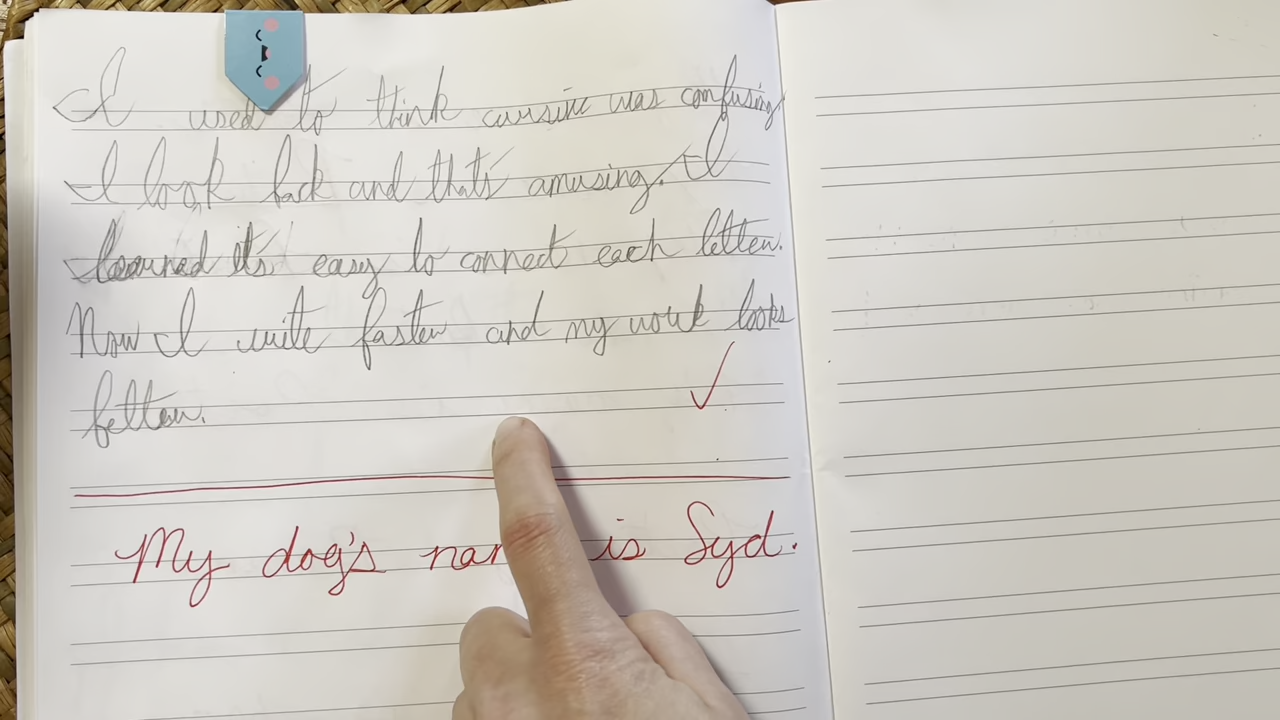 I used to think cursive was confusing
I look back and that's amusing. I
learned it's easy to connect each letter.
Now I write faster and my work looks
better.
My dog's is Syd.